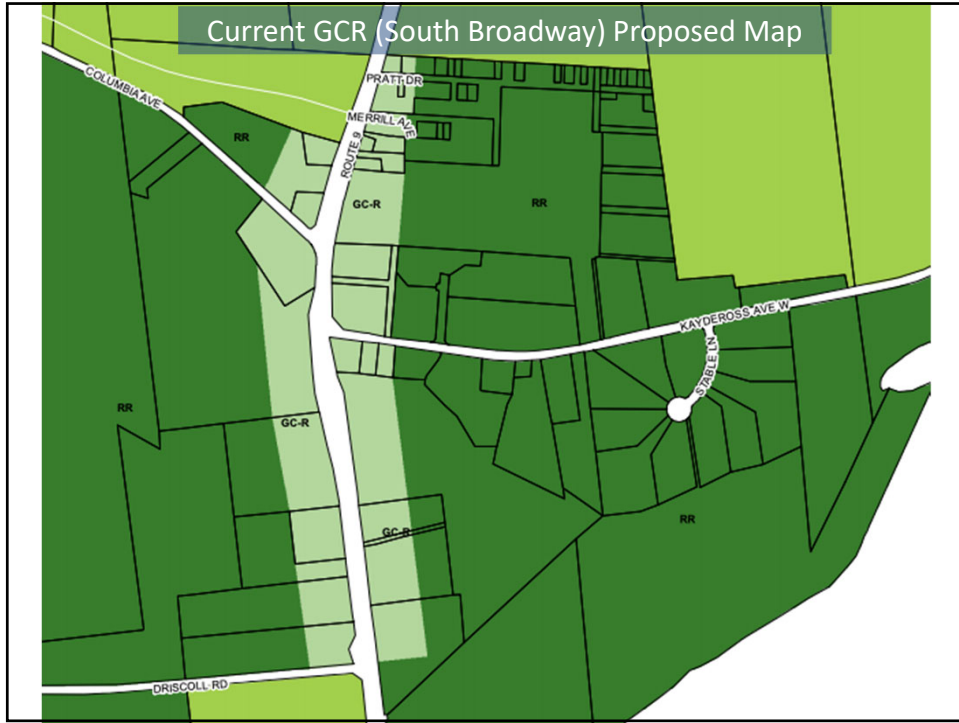 Current GCR (South Broadway) Proposed Map
COLUMBIA AVE
PRATT DR
MERRILL AVE
RR
ROUTE 9
GC-R
RR
KAYDEROSS AVE W
STABLE LN
RR
GC-R
RR
GC-R
DRISCOLL RD